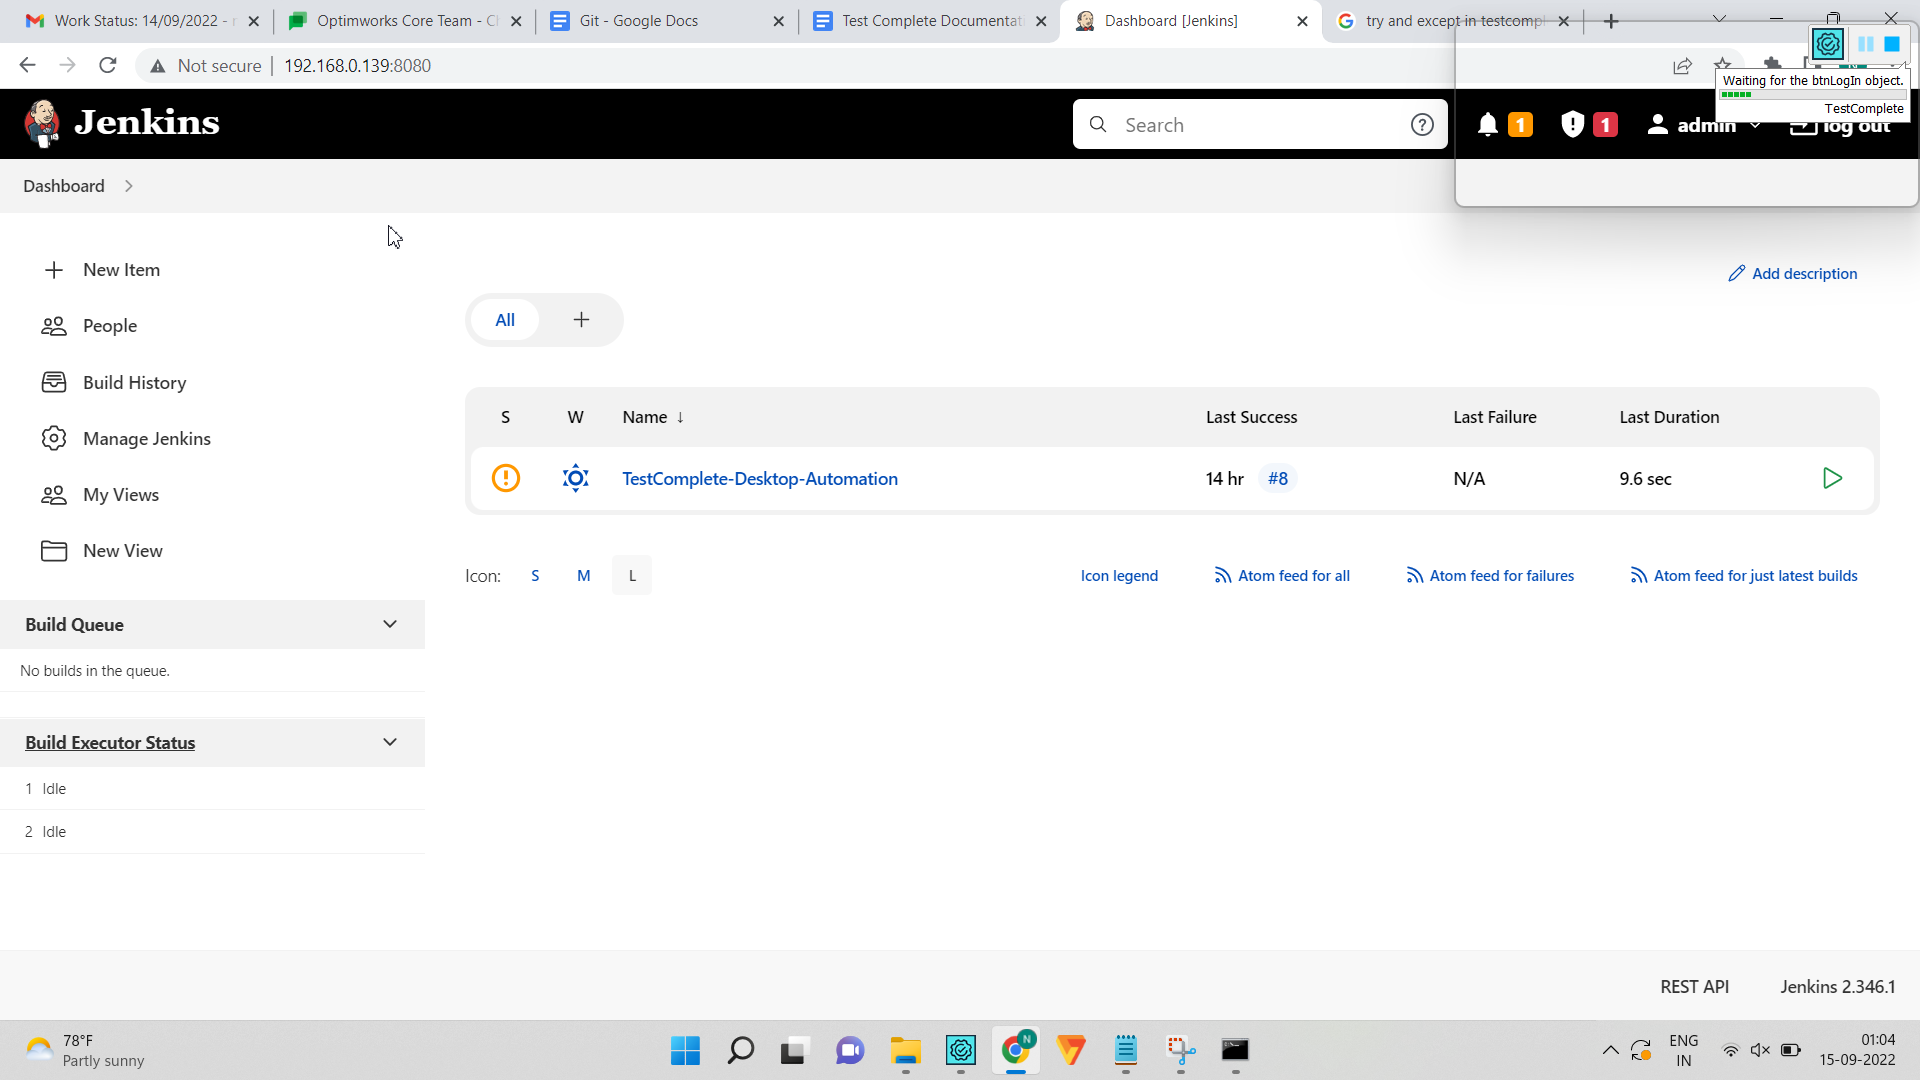 Work Status: 14/09/2022 -
Optimworks Core Team - C
Git - Google Docs
Test Complete Documentat
Dashboard [Jenkins]
try and except in testcompl
Not secure
192.168.0.139:8080
Waiting for the btnLogIn object.
TestComplete
Jenkins
Search
1
1
admin
log out
Dashboard
New Item
People
Build History
Manage Jenkins
My Views
New View
Add description
All
S W Name ↓ Last Success Last Failure Last Duration
TestComplete-Desktop-Automation 14 hr #8 N/A 9.6 sec
Icon: S M L
Icon legend
Atom feed for all
Atom feed for failures
Atom feed for just latest builds
Build Queue
No builds in the queue.
Build Executor Status
1 Idle
2 Idle
REST API
Jenkins 2.346.1
78°F
Partly sunny
N
ENG
IN
01:04
15-09-2022